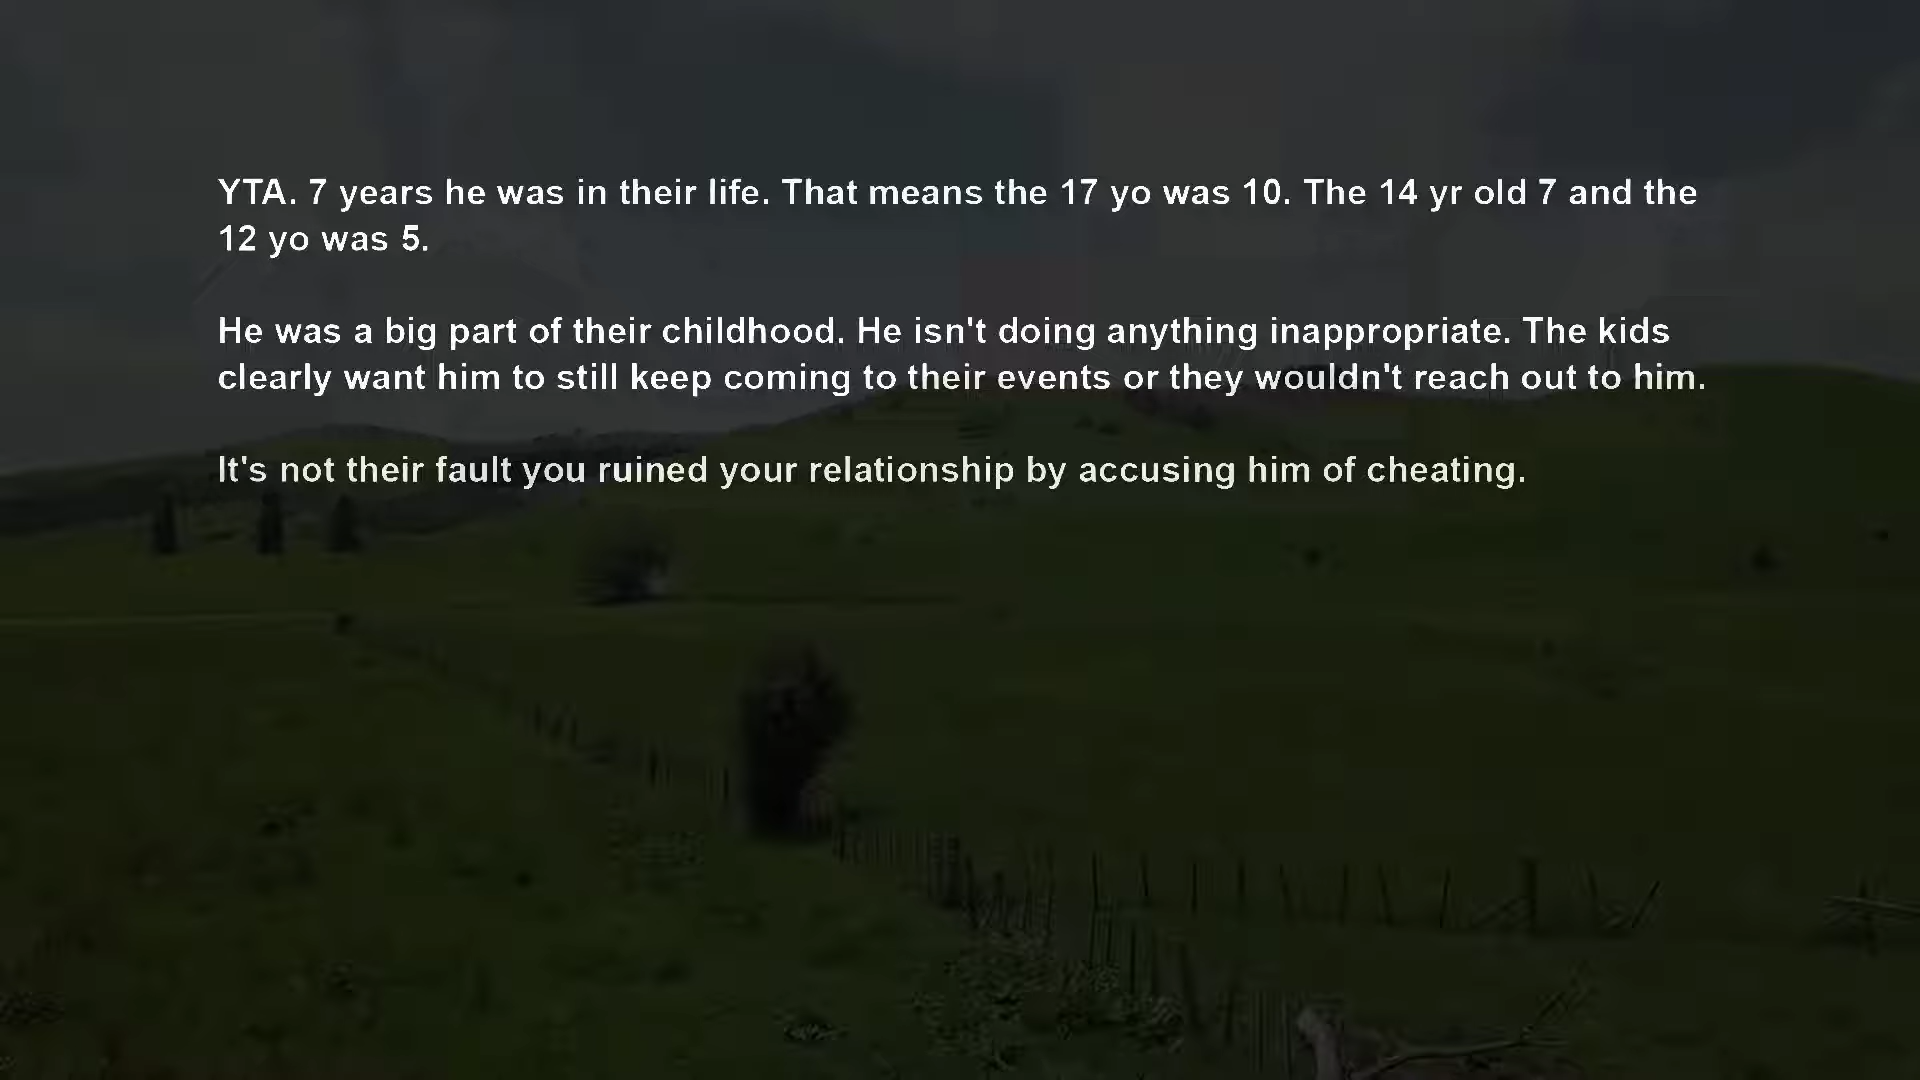 YTA. 7 years he was in their life. That means the 17 yo was 10. The 14 yr old 7 and the
12 yo was 5.
He was a big part of their childhood. He isn't doing anything inappropriate. The kids
clearly want him to still keep coming to their events or they wouldn't reach out to him.
It's not their fault you ruined your relationship by accusing him of cheating.